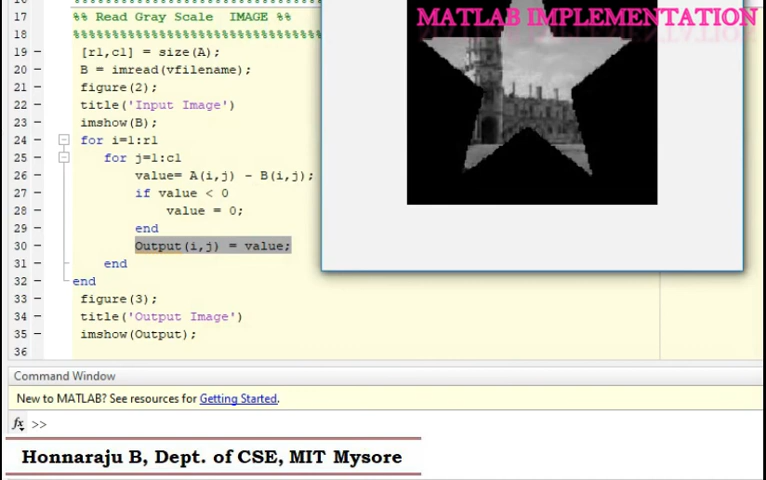 MATLAB IMPLEMENTATION
17 %% Read Gray Scale  IMAGE %%
18 %%%%%%%%%%%%%%%%%%%%%%%%%%%%%%%
19 [r1,c1] = size(A);
20 B = imread(vfilename);
21 figure(2);
22 title('Input Image')
23 imshow(B);
24 for i=1:r1
25 for j=1:c1
26 value= A(i,j) - B(i,j);
27 if value < 0
28 value = 0;
29 end
30 Output(i,j) = value;
31 end
32 end
33 figure(3);
34 title('Output Image')
35 imshow(Output);
36
Command Window
New to MATLAB? See resources for Getting Started.
fx >>
Honnaraju B, Dept. of CSE, MIT Mysore